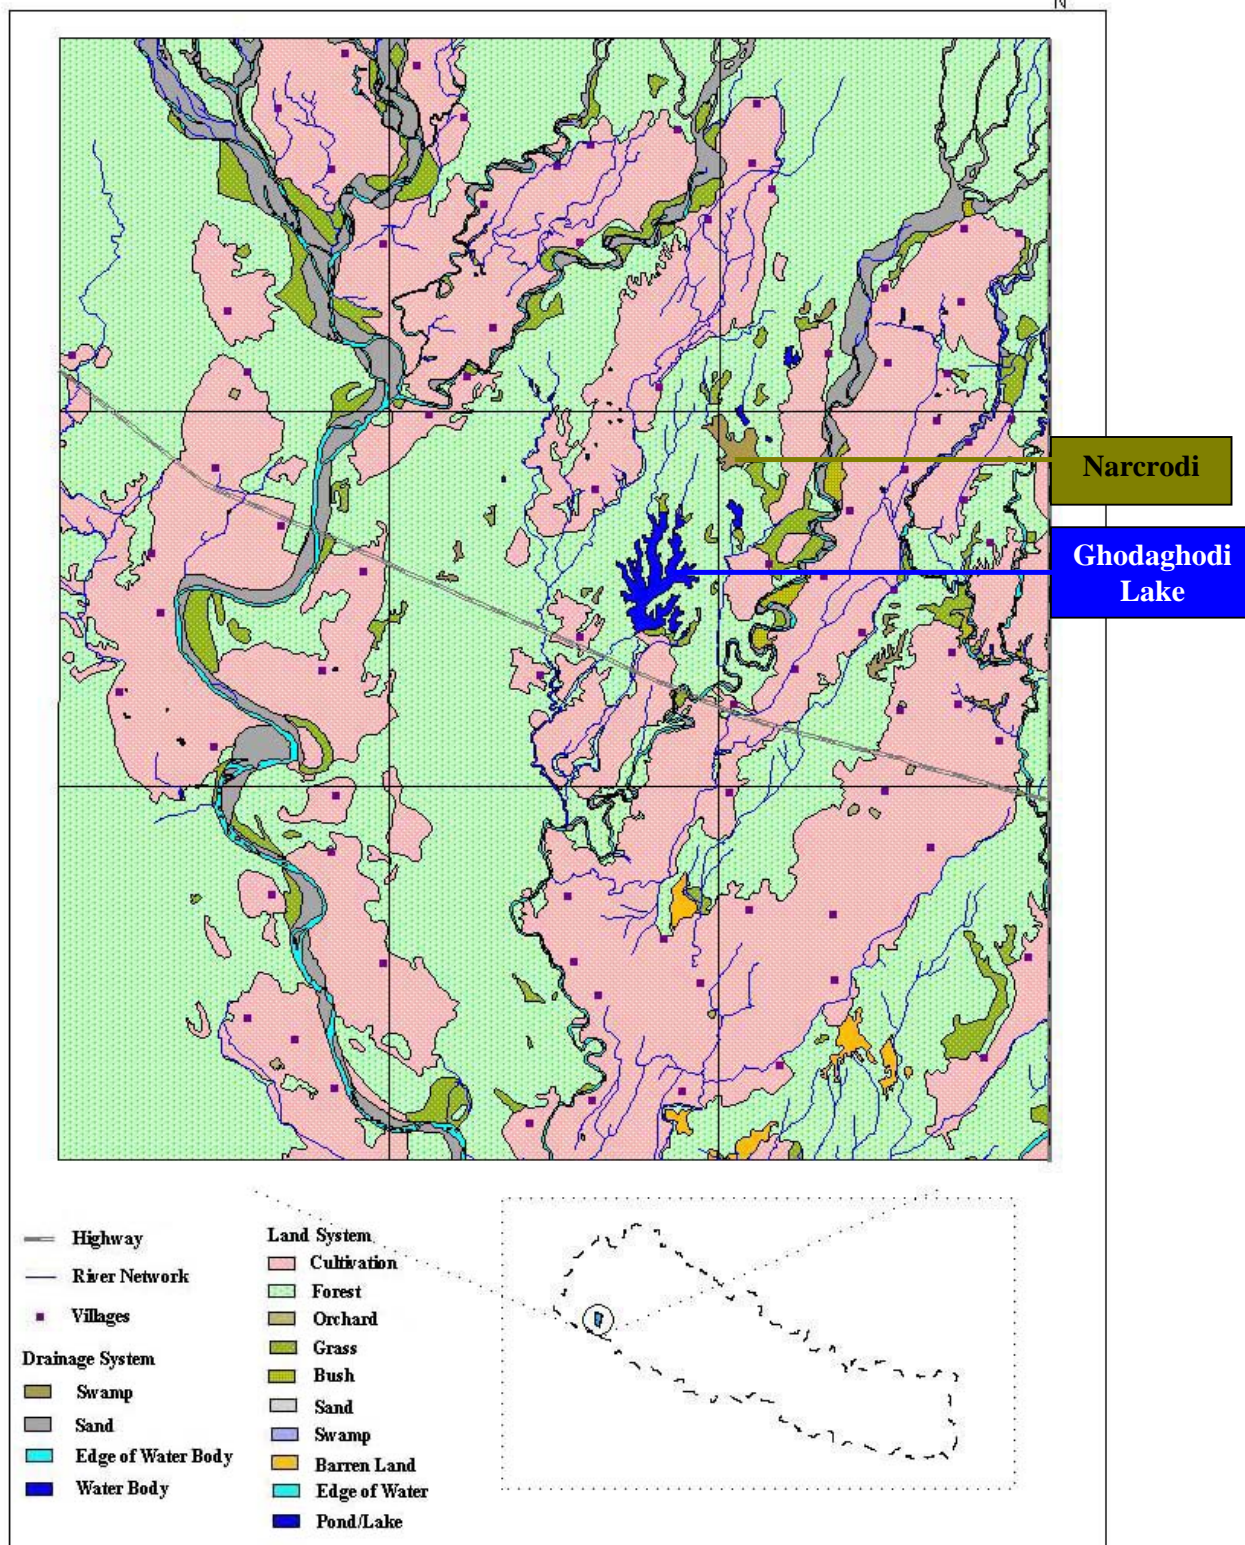 N
Narcrodi
Ghodaghodi
Lake
Highway
River Network
Villages
Drainage System
Swamp
Sand
Edge of Water Body
Water Body
Land System
Cultivation
Forest
Orchard
Grass
Bush
Sand
Swamp
Barren Land
Edge of Water
Pond/Lake